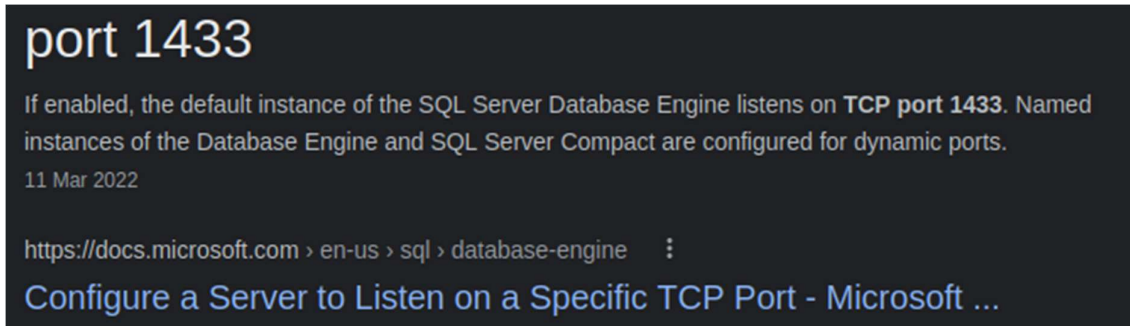 port 1433
If enabled, the default instance of the SQL Server Database Engine listens on TCP port 1433. Named
instances of the Database Engine and SQL Server Compact are configured for dynamic ports.
11 Mar 2022
https://docs.microsoft.com › en-us › sql › database-engine
Configure a Server to Listen on a Specific TCP Port - Microsoft ...